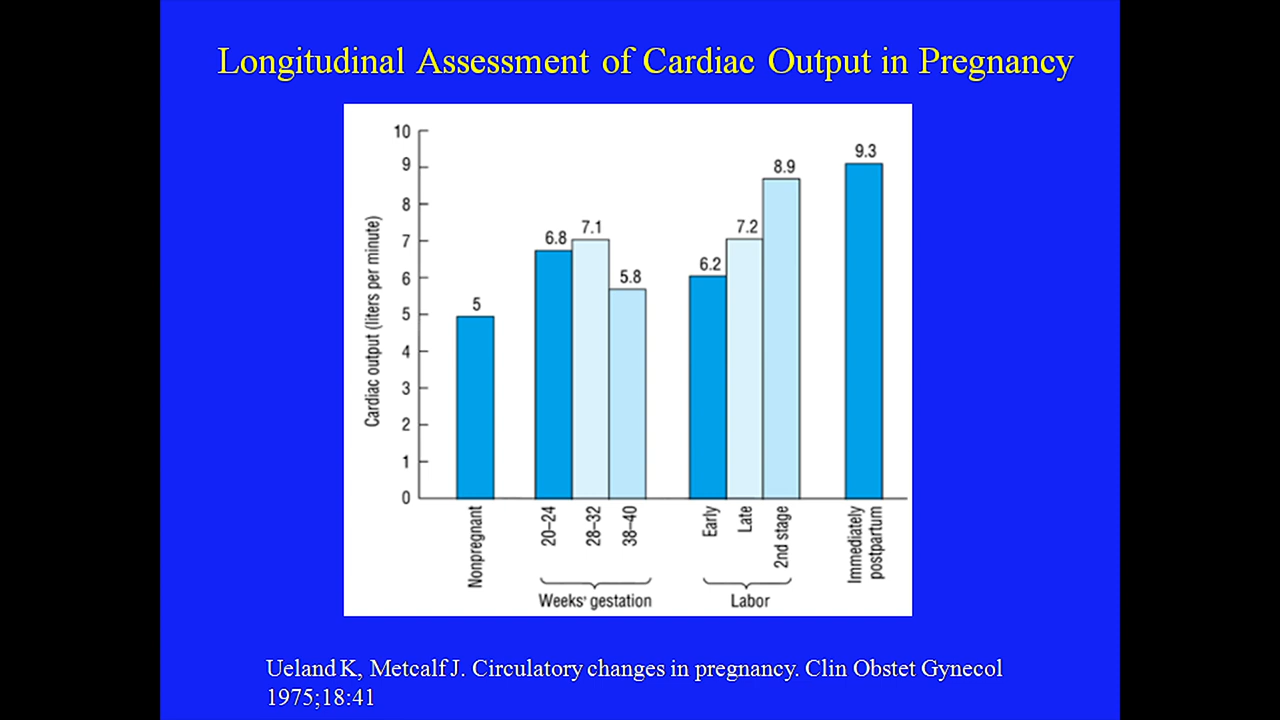 Longitudinal Assessment of Cardiac Output in Pregnancy
Cardiac output (liters per minute)
10
9
8
7
6
5
4
3
2
1
0
5
6.8
7.1
5.8
6.2
7.2
8.9
9.3
Nonpregnant
20–24
28–32
38–40
Early
Late
2nd stage
Immediately
postpartum
Weeks' gestation
Labor
Ueland K, Metcalf J. Circulatory changes in pregnancy. Clin Obstet Gynecol
1975;18:41